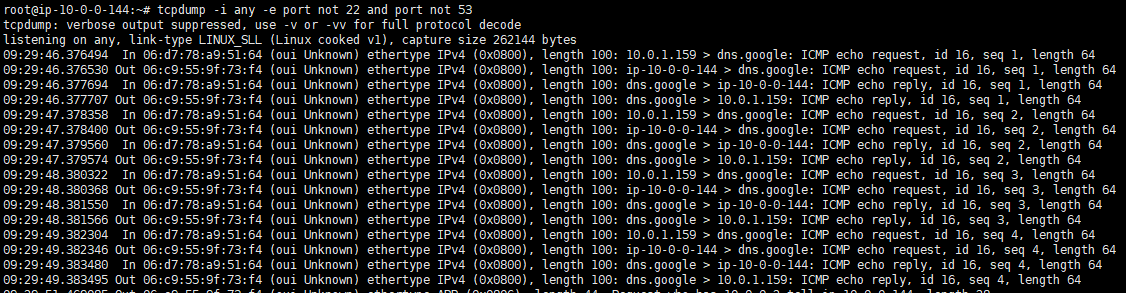 root@ip-10-0-0-144:~# tcpdump -i any -e port not 22 and port not 53
tcpdump: verbose output suppressed, use -v or -vv for full protocol decode
listening on any, link-type LINUX_SLL (Linux cooked v1), capture size 262144 bytes
09:29:46.376494  In 06:d7:78:a9:51:64 (oui Unknown) ethertype IPv4 (0x0800), length 100: 10.0.1.159 > dns.google: ICMP echo request, id 16, seq 1, length 64
09:29:46.376530 Out 06:c9:55:9f:73:f4 (oui Unknown) ethertype IPv4 (0x0800), length 100: ip-10-0-0-144 > dns.google: ICMP echo request, id 16, seq 1, length 64
09:29:46.377694  In 06:d7:78:a9:51:64 (oui Unknown) ethertype IPv4 (0x0800), length 100: dns.google > ip-10-0-0-144: ICMP echo reply, id 16, seq 1, length 64
09:29:46.377707 Out 06:c9:55:9f:73:f4 (oui Unknown) ethertype IPv4 (0x0800), length 100: dns.google > 10.0.1.159: ICMP echo reply, id 16, seq 1, length 64
09:29:47.378358  In 06:d7:78:a9:51:64 (oui Unknown) ethertype IPv4 (0x0800), length 100: 10.0.1.159 > dns.google: ICMP echo request, id 16, seq 2, length 64
09:29:47.378400 Out 06:c9:55:9f:73:f4 (oui Unknown) ethertype IPv4 (0x0800), length 100: ip-10-0-0-144 > dns.google: ICMP echo request, id 16, seq 2, length 64
09:29:47.379560  In 06:d7:78:a9:51:64 (oui Unknown) ethertype IPv4 (0x0800), length 100: dns.google > ip-10-0-0-144: ICMP echo reply, id 16, seq 2, length 64
09:29:47.379574 Out 06:c9:55:9f:73:f4 (oui Unknown) ethertype IPv4 (0x0800), length 100: dns.google > 10.0.1.159: ICMP echo reply, id 16, seq 2, length 64
09:29:48.380322  In 06:d7:78:a9:51:64 (oui Unknown) ethertype IPv4 (0x0800), length 100: 10.0.1.159 > dns.google: ICMP echo request, id 16, seq 3, length 64
09:29:48.380368 Out 06:c9:55:9f:73:f4 (oui Unknown) ethertype IPv4 (0x0800), length 100: ip-10-0-0-144 > dns.google: ICMP echo request, id 16, seq 3, length 64
09:29:48.381550  In 06:d7:78:a9:51:64 (oui Unknown) ethertype IPv4 (0x0800), length 100: dns.google > ip-10-0-0-144: ICMP echo reply, id 16, seq 3, length 64
09:29:48.381566 Out 06:c9:55:9f:73:f4 (oui Unknown) ethertype IPv4 (0x0800), length 100: dns.google > 10.0.1.159: ICMP echo reply, id 16, seq 3, length 64
09:29:49.382304  In 06:d7:78:a9:51:64 (oui Unknown) ethertype IPv4 (0x0800), length 100: 10.0.1.159 > dns.google: ICMP echo request, id 16, seq 4, length 64
09:29:49.382346 Out 06:c9:55:9f:73:f4 (oui Unknown) ethertype IPv4 (0x0800), length 100: ip-10-0-0-144 > dns.google: ICMP echo request, id 16, seq 4, length 64
09:29:49.383480  In 06:d7:78:a9:51:64 (oui Unknown) ethertype IPv4 (0x0800), length 100: dns.google > ip-10-0-0-144: ICMP echo reply, id 16, seq 4, length 64
09:29:49.383495 Out 06:c9:55:9f:73:f4 (oui Unknown) ethertype IPv4 (0x0800), length 100: dns.google > 10.0.1.159: ICMP echo reply, id 16, seq 4, length 64